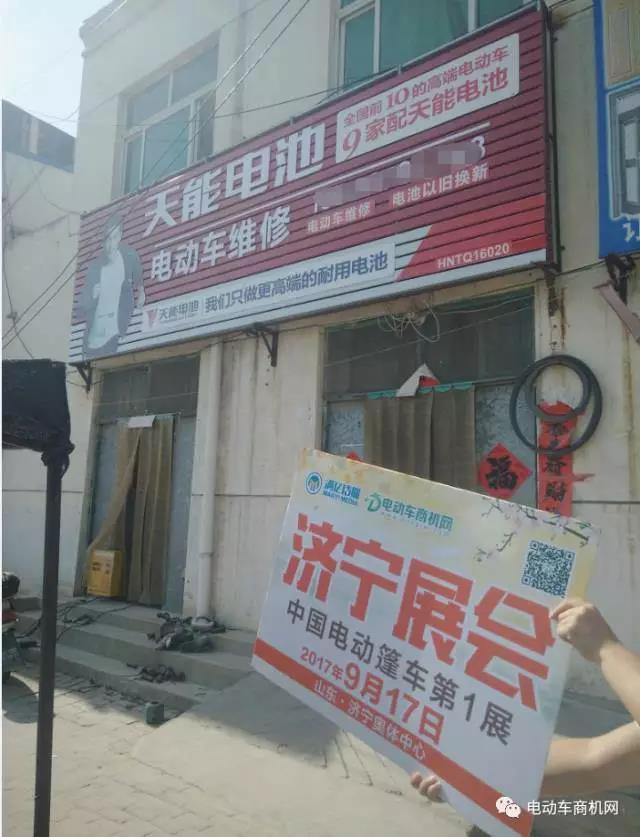 天能电池
全国前10的高端电动车
9家配天能电池
电动车维修
电动车维修 电池以旧换新
天能电池 我们只做更高端的耐用电池
HNTQ16020
福
电动车商机网
济宁展会
中国电动篷车第1展
2017年9月17日
山东·济宁奥体中心
电动车商机网